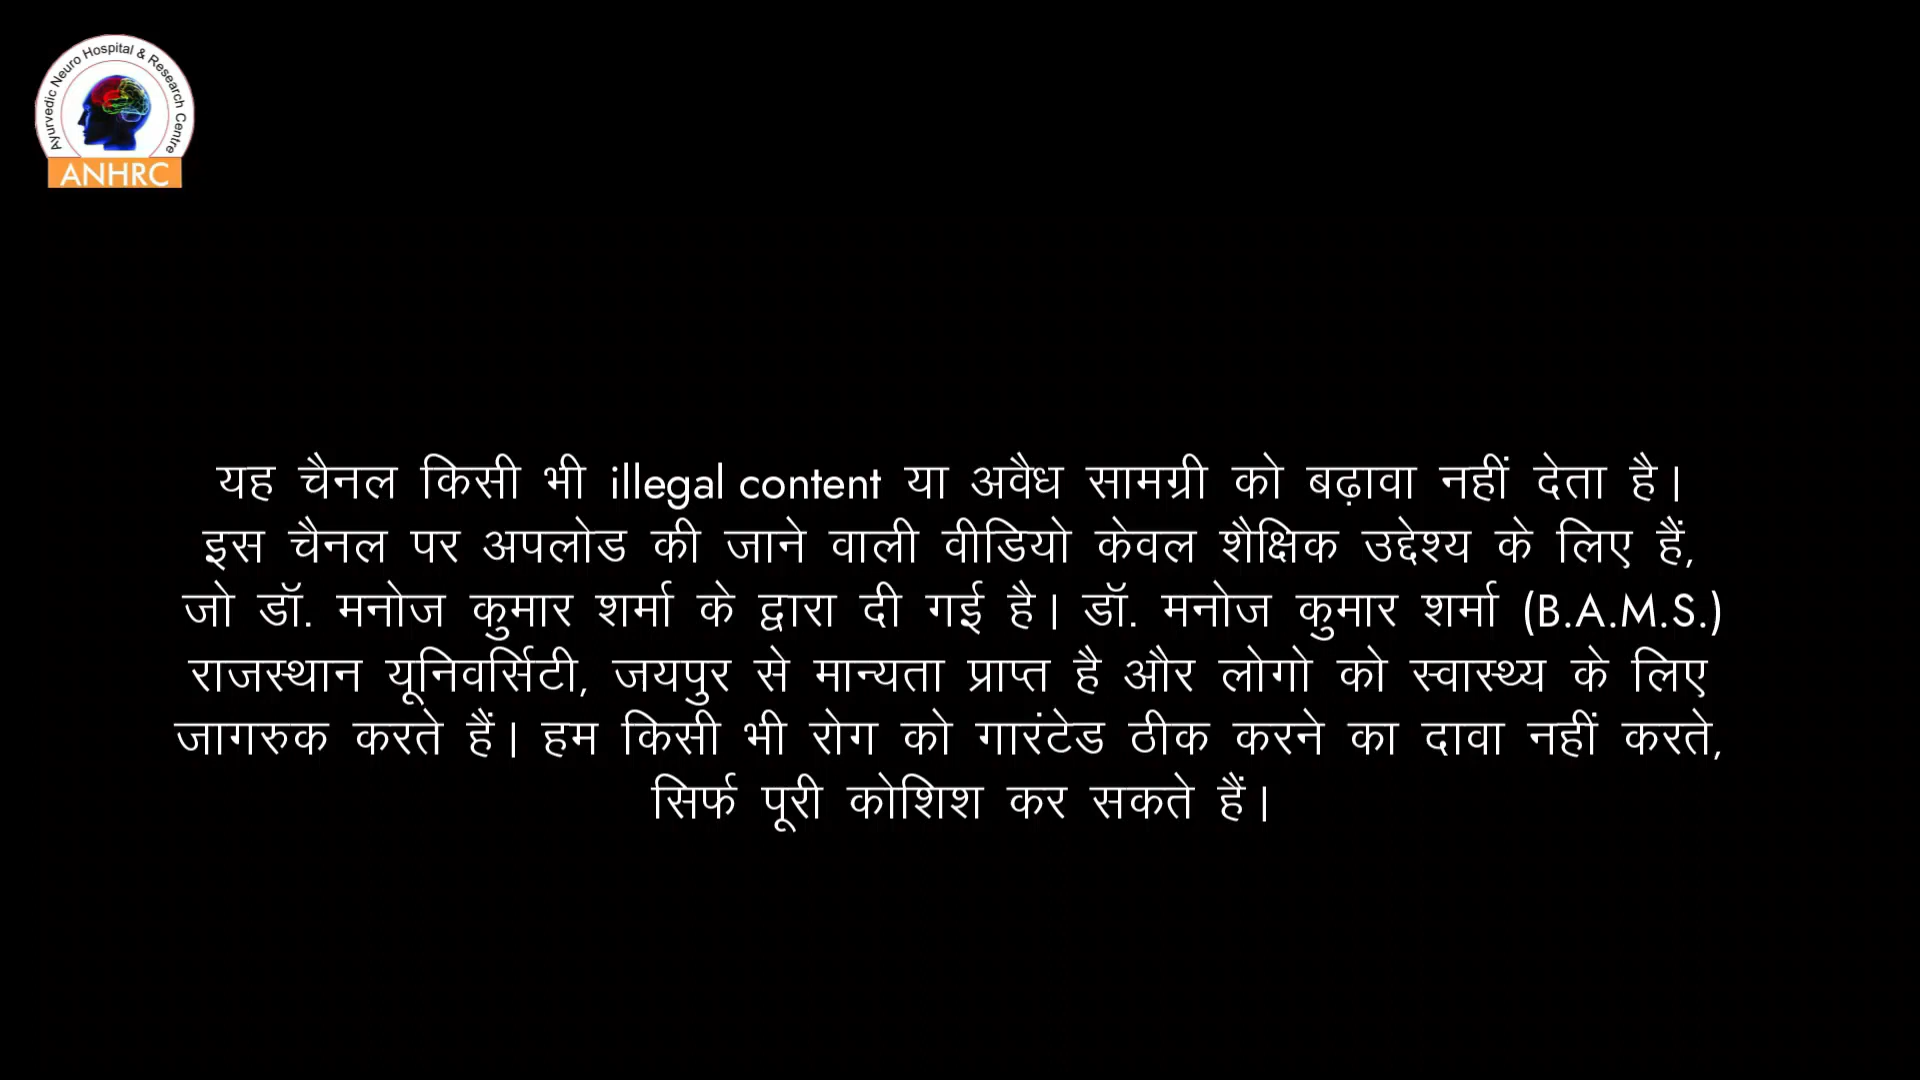 Ayurvedic Neuro Hospital & Research Centre
ANHRC
यह चैनल किसी भी illegal content या अवैध सामग्री को बढ़ावा नहीं देता है।
इस चैनल पर अपलोड की जाने वाली वीडियो केवल शैक्षिक उद्देश्य के लिए हैं,
जो डॉ. मनोज कुमार शर्मा के द्वारा दी गई है। डॉ. मनोज कुमार शर्मा (B.A.M.S.)
राजस्थान यूनिवर्सिटी, जयपुर से मान्यता प्राप्त है और लोगो को स्वास्थ्य के लिए
जागरुक करते हैं। हम किसी भी रोग को गारंटेड ठीक करने का दावा नहीं करते,
सिर्फ पूरी कोशिश कर सकते हैं।